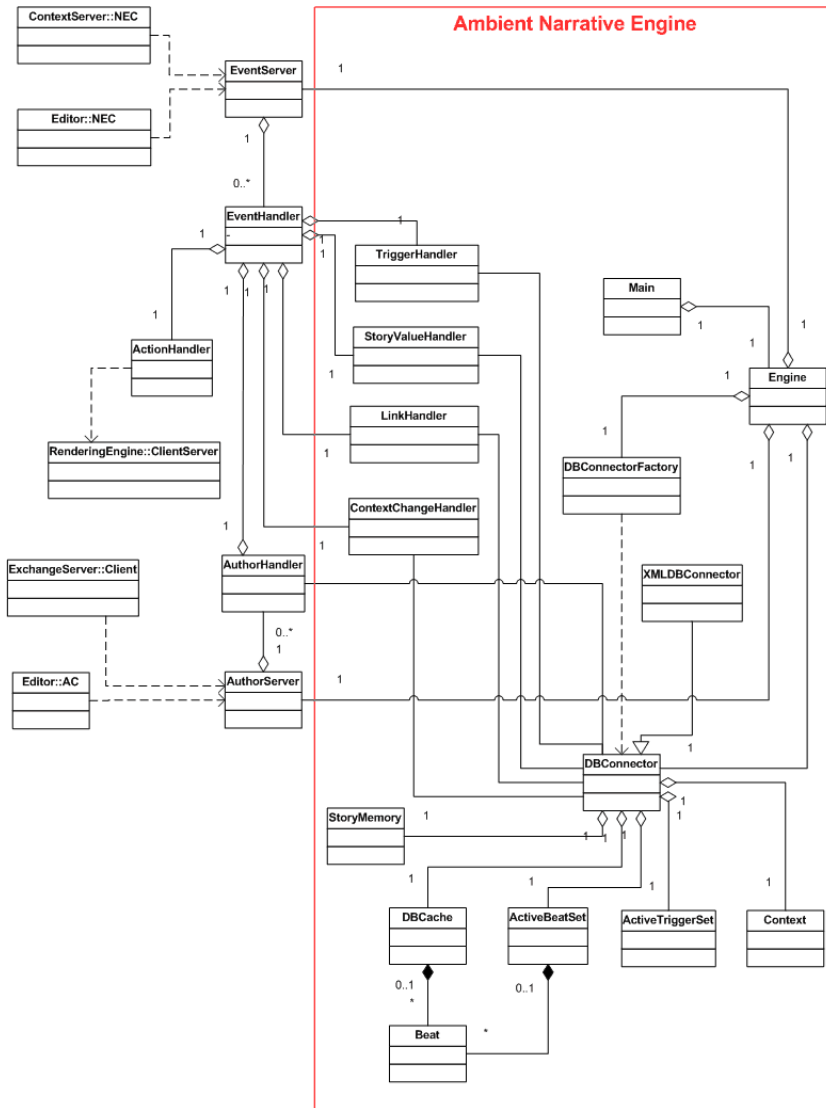 ContextServer::NEC
Ambient Narrative Engine
EventServer
1
Editor::NEC
1
0..*
EventHandler
-
1
1
1
1
TriggerHandler
1
1
1
Main
1
1
1
1
ActionHandler
StoryValueHandler
1
1
Engine
LinkHandler
1
1
1
RenderingEngine::ClientServer
1
DBConnectorFactory
ContextChangeHandler
1
1
ExchangeServer::Client
AuthorHandler
XMLDBConnector
0..*
1
Editor::AC
AuthorServer
1
1
DBConnector
1
1
StoryMemory
1
1
1
1
1
1
1
1
DBCache
ActiveBeatSet
ActiveTriggerSet
Context
0..1
0..1
*
*
Beat